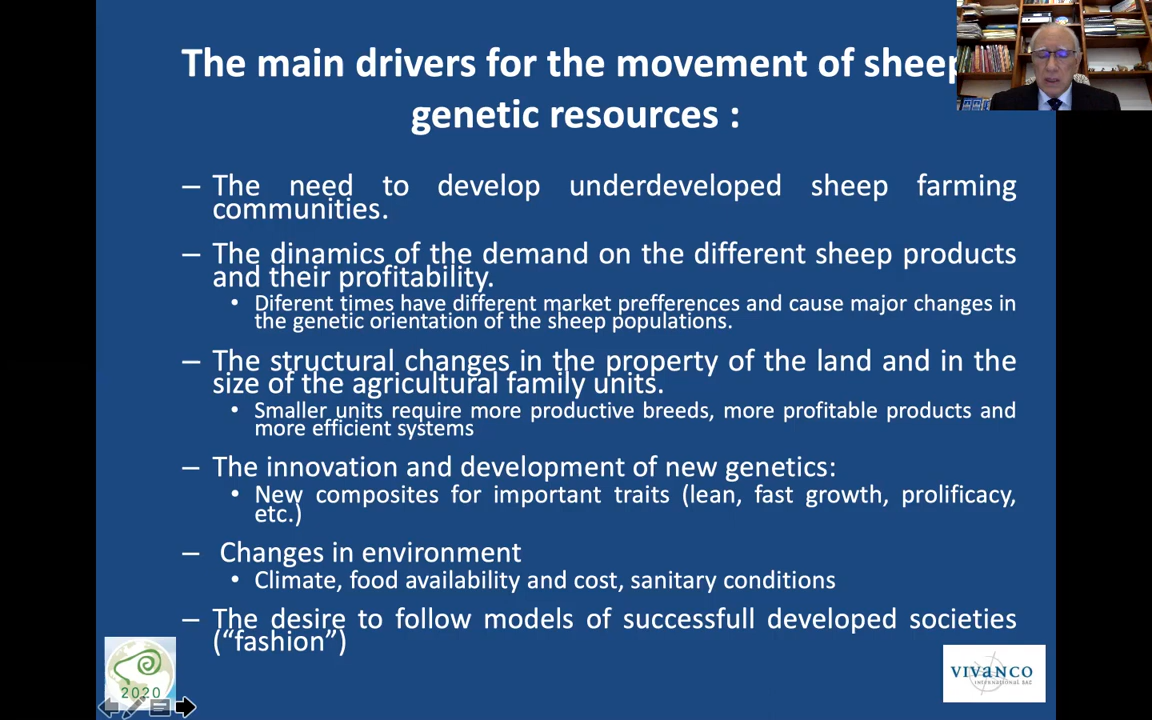 The main drivers for the movement of sheep
genetic resources :
– The need to develop underdeveloped sheep farming
communities.
– The dinamics of the demand on the different sheep products
and their profitability.
• Diferent times have different market prefferences and cause major changes in
the genetic orientation of the sheep populations.
– The structural changes in the property of the land and in the
size of the agricultural family units.
• Smaller units require more productive breeds, more profitable products and
more efficient systems
– The innovation and development of new genetics:
• New composites for important traits (lean, fast growth, prolificacy,
etc.)
– Changes in environment
• Climate, food availability and cost, sanitary conditions
– The desire to follow models of successfull developed societies
(“fashion”)
2020
VIVANCO
INTERNATIONAL SAC